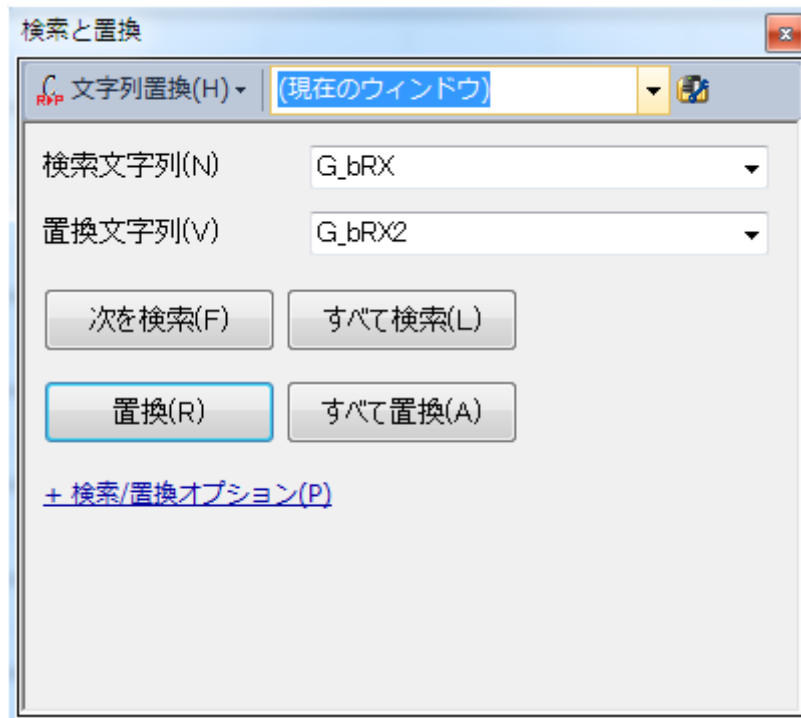 検索と置換
文字列置換(H) (現在のウィンドウ)
検索文字列(N) G_bRX
置換文字列(V) G_bRX2
次を検索(F) すべて検索(L)
置換(R) すべて置換(A)
+ 検索/置換オプション(P)